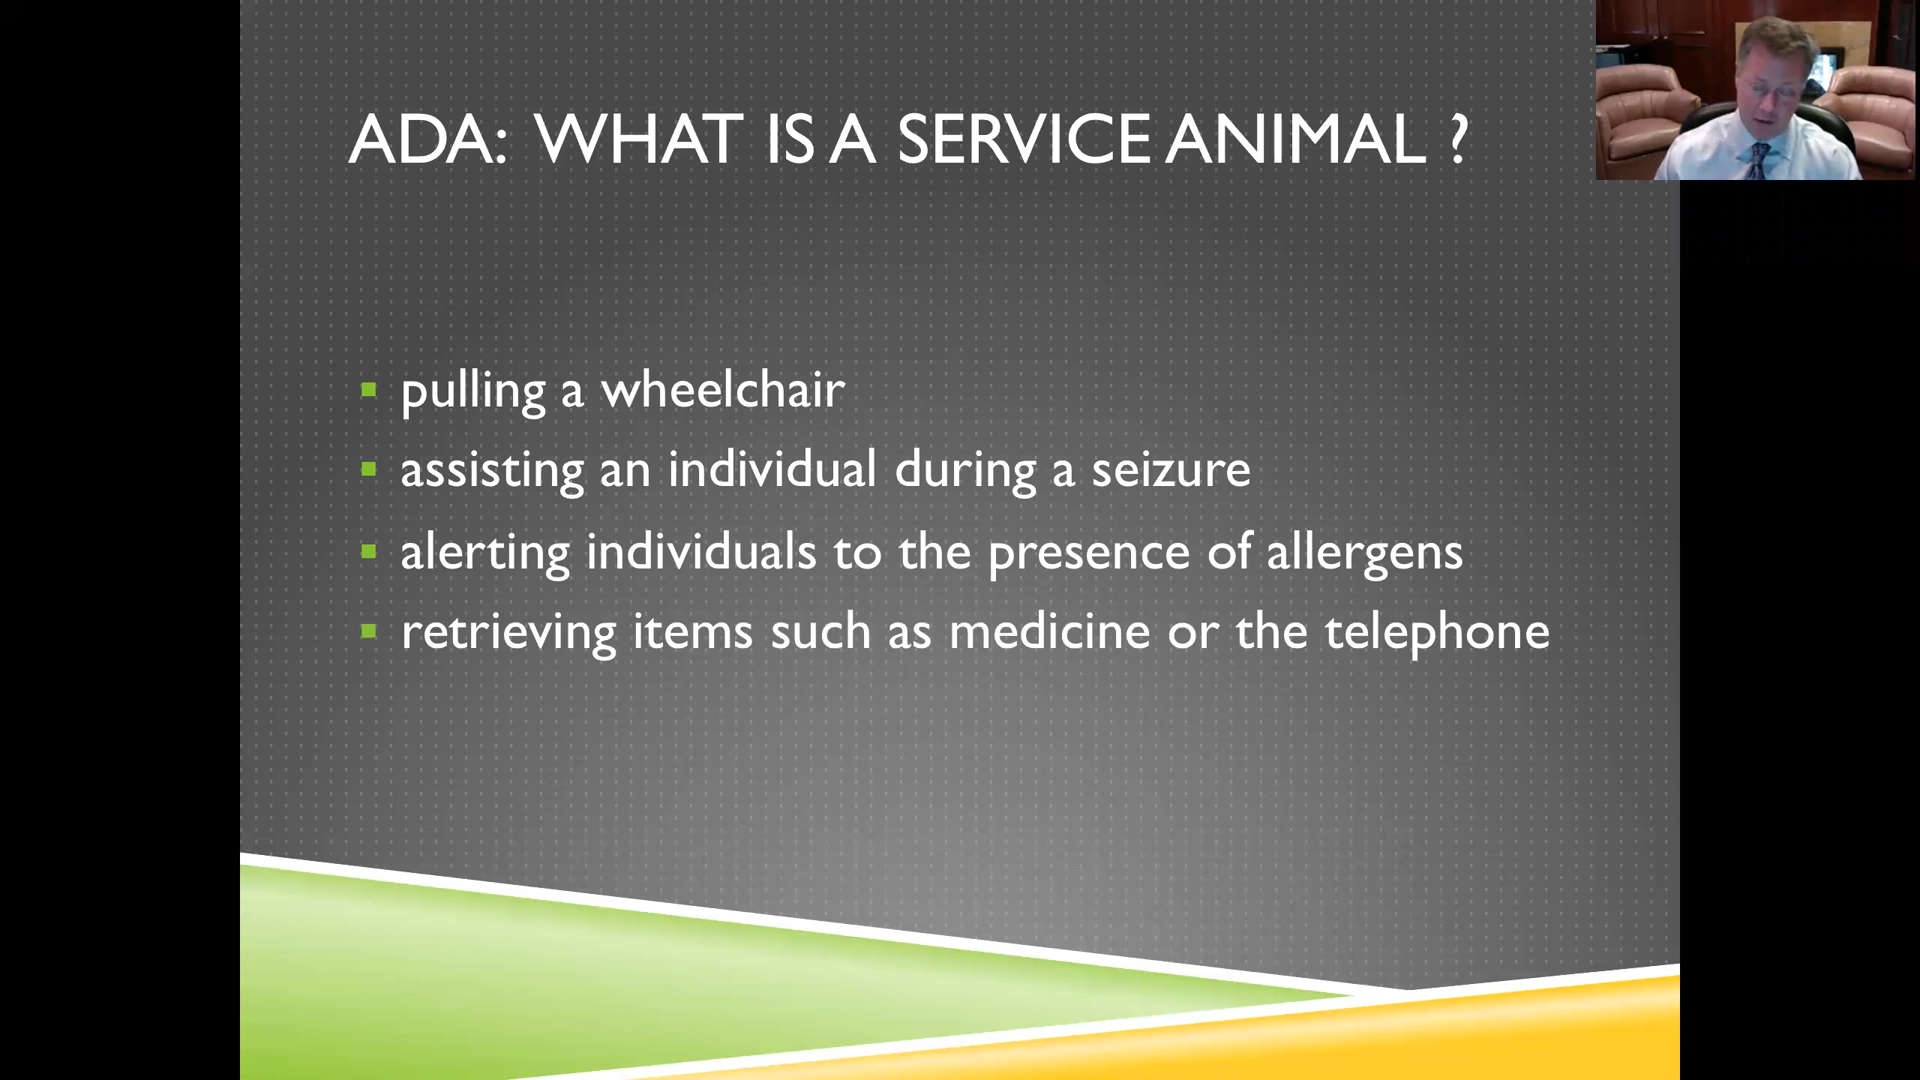 ADA: WHAT IS A SERVICE ANIMAL ?
pulling a wheelchair
assisting an individual during a seizure
alerting individuals to the presence of allergens
retrieving items such as medicine or the telephone